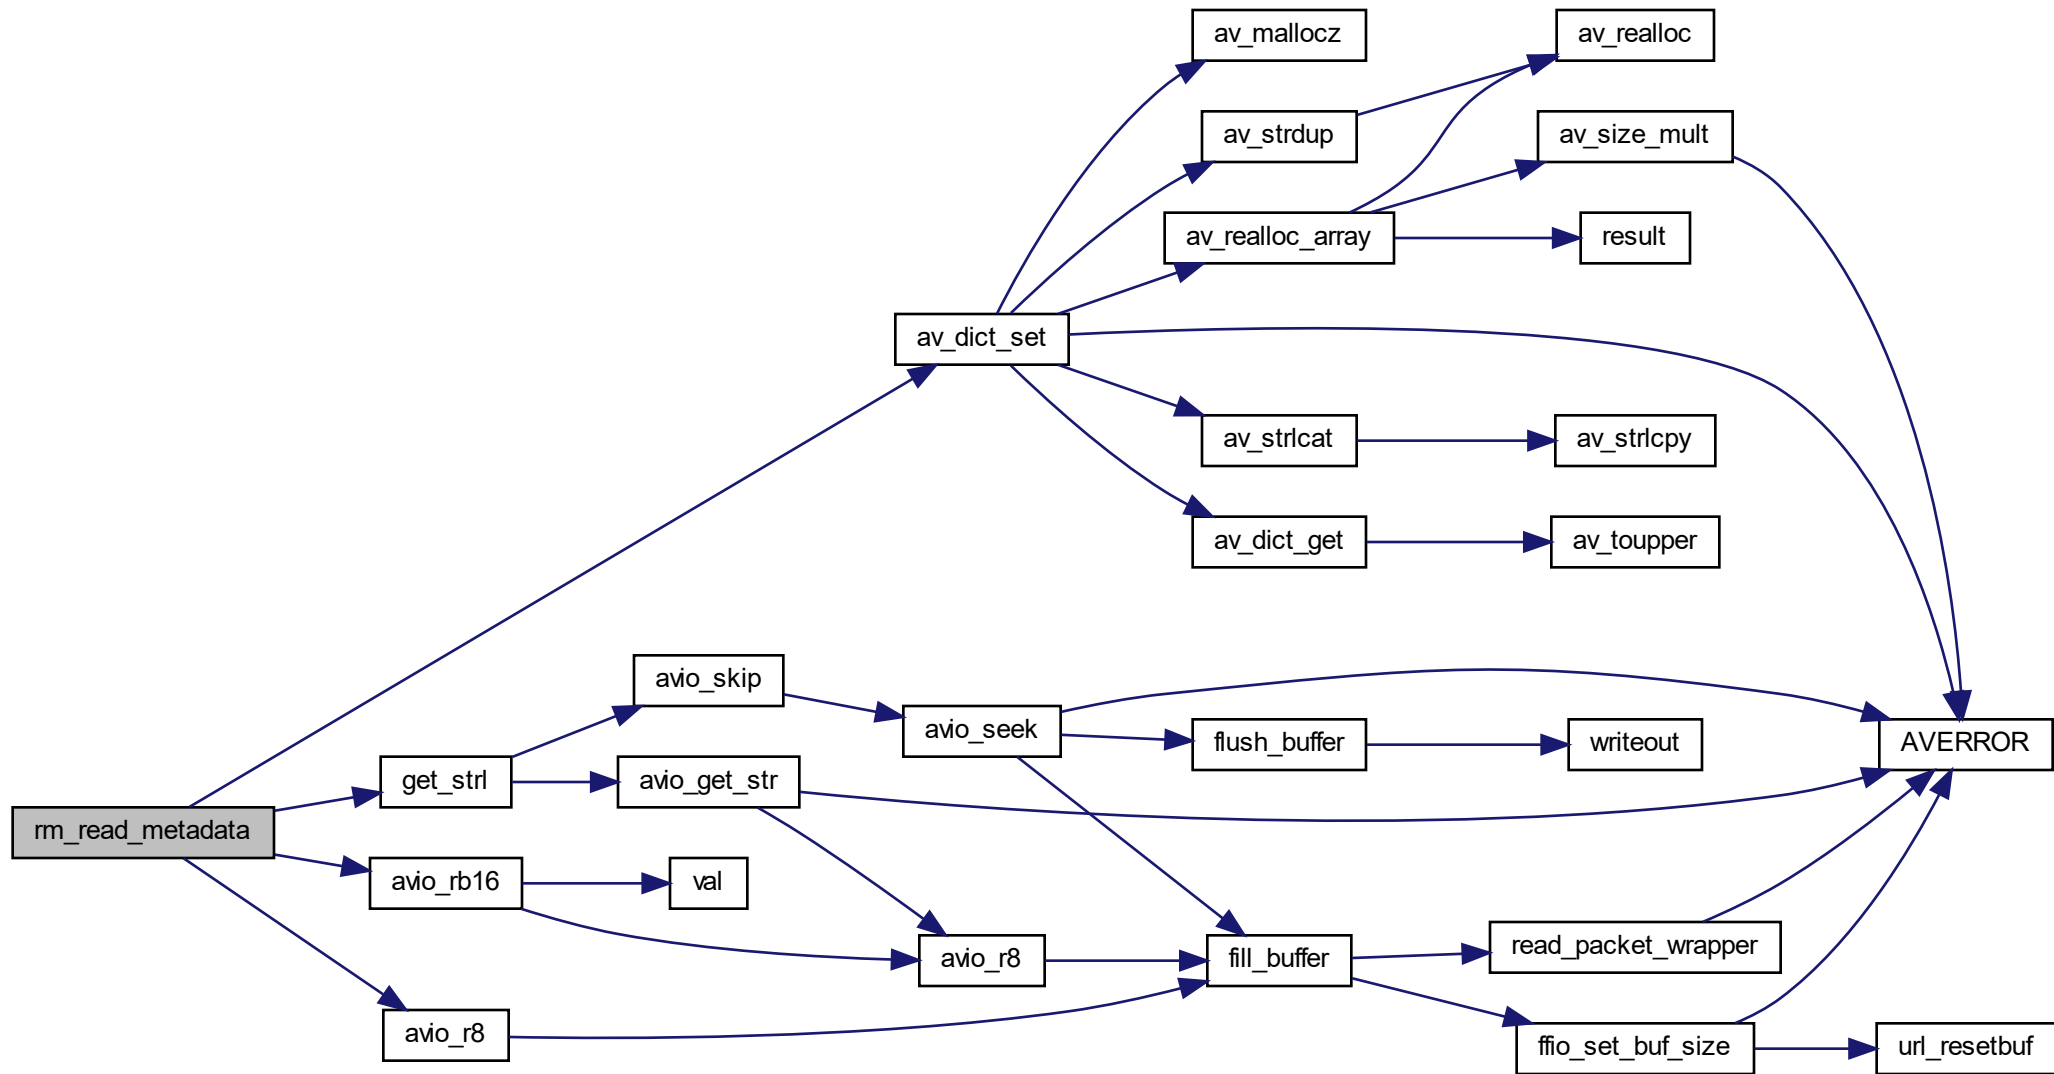 av_mallocz
av_realloc
av_strdup
av_size_mult
av_realloc_array
result
av_dict_set
av_strlcat
av_strlcpy
av_dict_get
av_toupper
avio_skip
avio_seek
flush_buffer
writeout
AVERROR
get_strl
avio_get_str
rm_read_metadata
avio_rb16
val
avio_r8
fill_buffer
read_packet_wrapper
avio_r8
ffio_set_buf_size
url_resetbuf